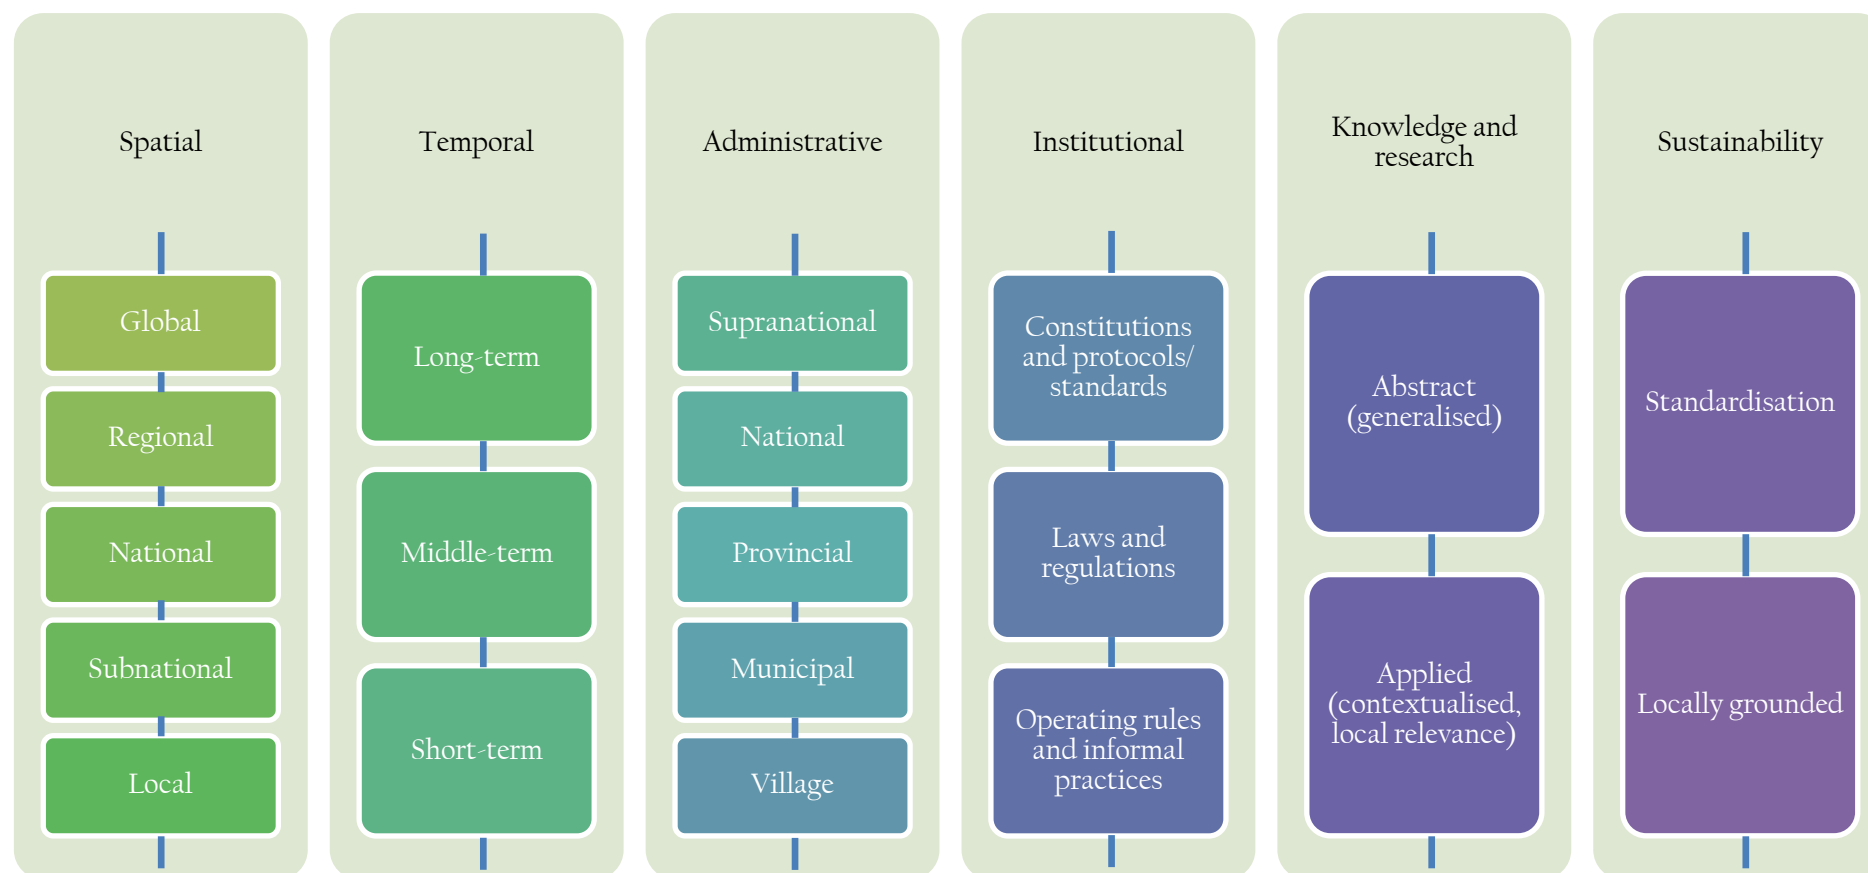 Spatial
Global
Regional
National
Subnational
Local
Temporal
Long-term
Middle-term
Short-term
Administrative
Supranational
National
Provincial
Municipal
Village
Institutional
Constitutions
and protocols/
standards
Laws and
regulations
Operating rules
and informal
practices
Knowledge and
research
Abstract
(generalised)
Applied
(contextualised,
local relevance)
Sustainability
Standardisation
Locally grounded